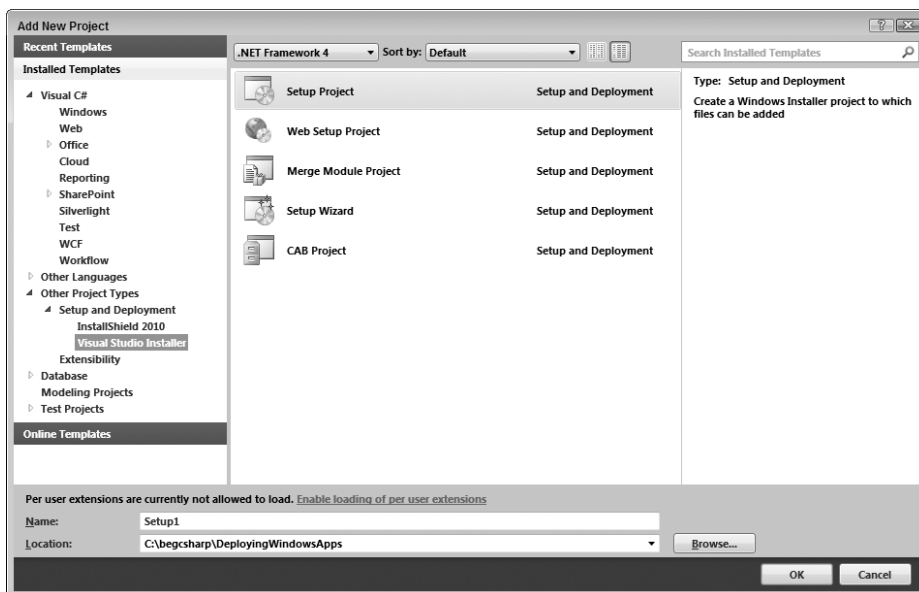 Add New Project
Recent Templates
Installed Templates
Visual C#
Windows
Web
Office
Cloud
Reporting
SharePoint
Silverlight
Test
WCF
Workflow
Other Languages
Other Project Types
Setup and Deployment
InstallShield 2010
Visual Studio Installer
Extensibility
Database
Modeling Projects
Test Projects
Online Templates
.NET Framework 4 Sort by: Default
Setup Project Setup and Deployment
Web Setup Project Setup and Deployment
Merge Module Project Setup and Deployment
Setup Wizard Setup and Deployment
CAB Project Setup and Deployment
Search Installed Templates
Type: Setup and Deployment
Create a Windows Installer project to which
files can be added
Per user extensions are currently not allowed to load. Enable loading of per user extensions
Name: Setup1
Location: C:\begcsharp\DeployingWindowsApps Browse...
OK Cancel